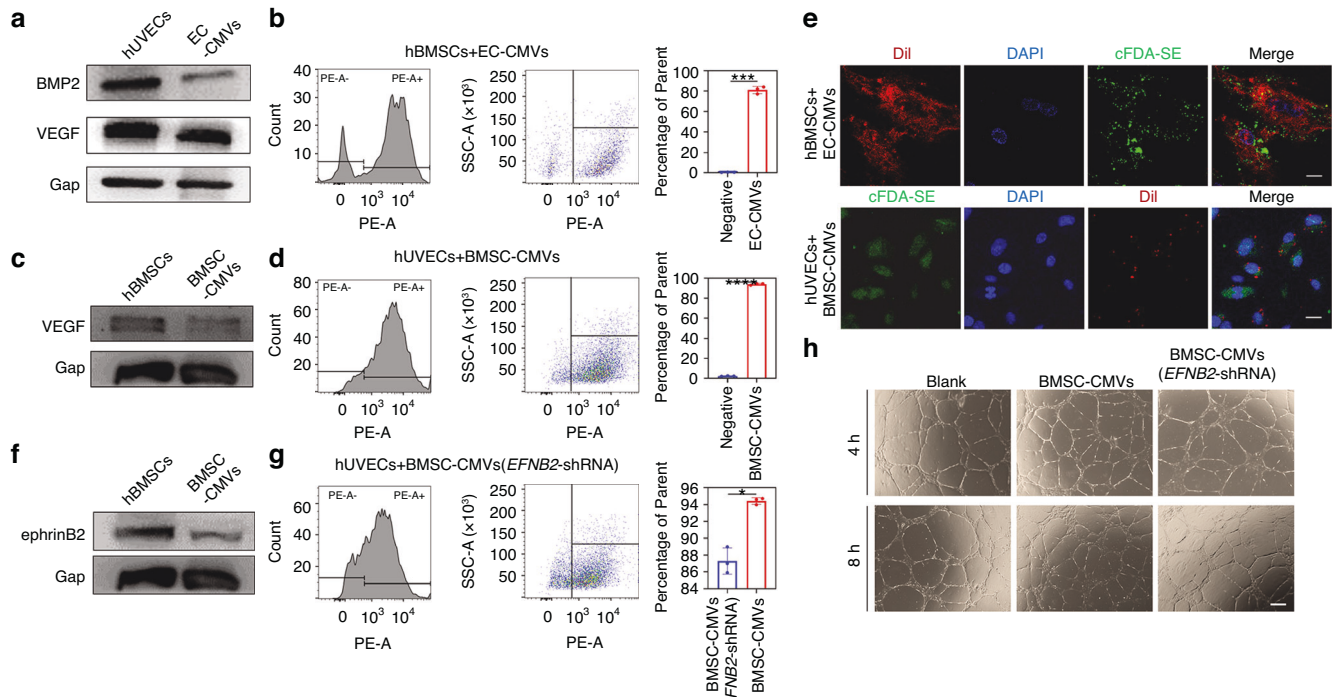 a
hUVECs
EC
-CMVs
BMP2
VEGF
Gap
b
hBMSCs+EC-CMVs
Count
40
30
20
10
PE-A-
PE-A+
0 10³ 10⁴
PE-A
SSC-A (×10³)
250
200
150
100
50
0 10³ 10⁴
PE-A
Percentage of Parent
100
80
60
40
20
0
***
Negative
EC-CMVs
c
hBMSCs
BMSC
-CMVs
VEGF
Gap
d
hUVECs+BMSC-CMVs
Count
80
60
40
20
0
PE-A-
PE-A+
0 10³ 10⁴
PE-A
SSC-A (×10³)
250
200
150
100
50
0 10³ 10⁴
PE-A
Percentage of Parent
100
80
60
40
20
0
****
Negative
BMSC-CMVs
e
Dil
DAPI
cFDA-SE
Merge
hBMSCs+
EC-CMVs
cFDA-SE
DAPI
Dil
Merge
hUVECs+
BMSC-CMVs
f
hBMSCs
BMSC
-CMVs
ephrinB2
Gap
g
hUVECs+BMSC-CMVs(EFNB2-shRNA)
Count
60
40
20
0
PE-A-
PE-A+
0 10³ 10⁴
PE-A
SSC-A (×10³)
250
200
150
100
50
0 10³ 10⁴
PE-A
Percentage of Parent
96
94
92
90
88
86
84
*
BMSC-CMVs
FNB2-shRNA)
BMSC-CMVs
h
Blank
BMSC-CMVs
BMSC-CMVs
(EFNB2-shRNA)
4 h
8 h